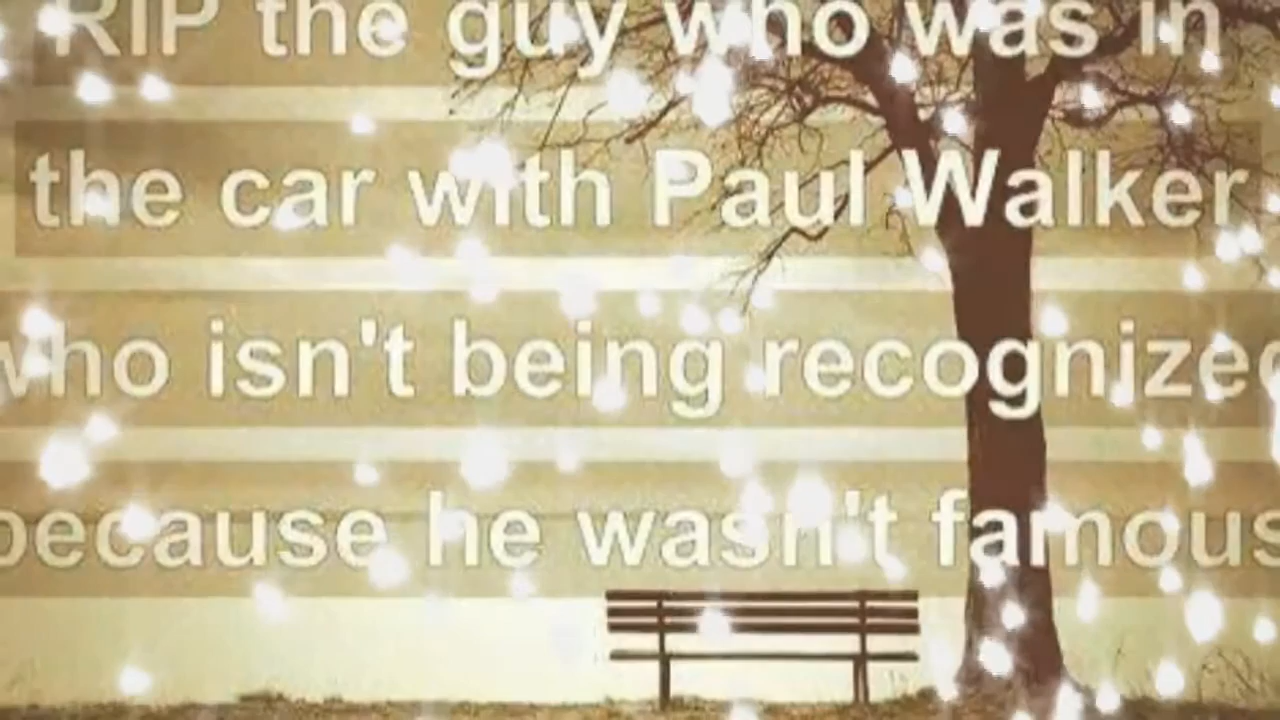 RIP the guy who was in
the car with Paul Walker
who isn't being recognized
because he wasn't famous